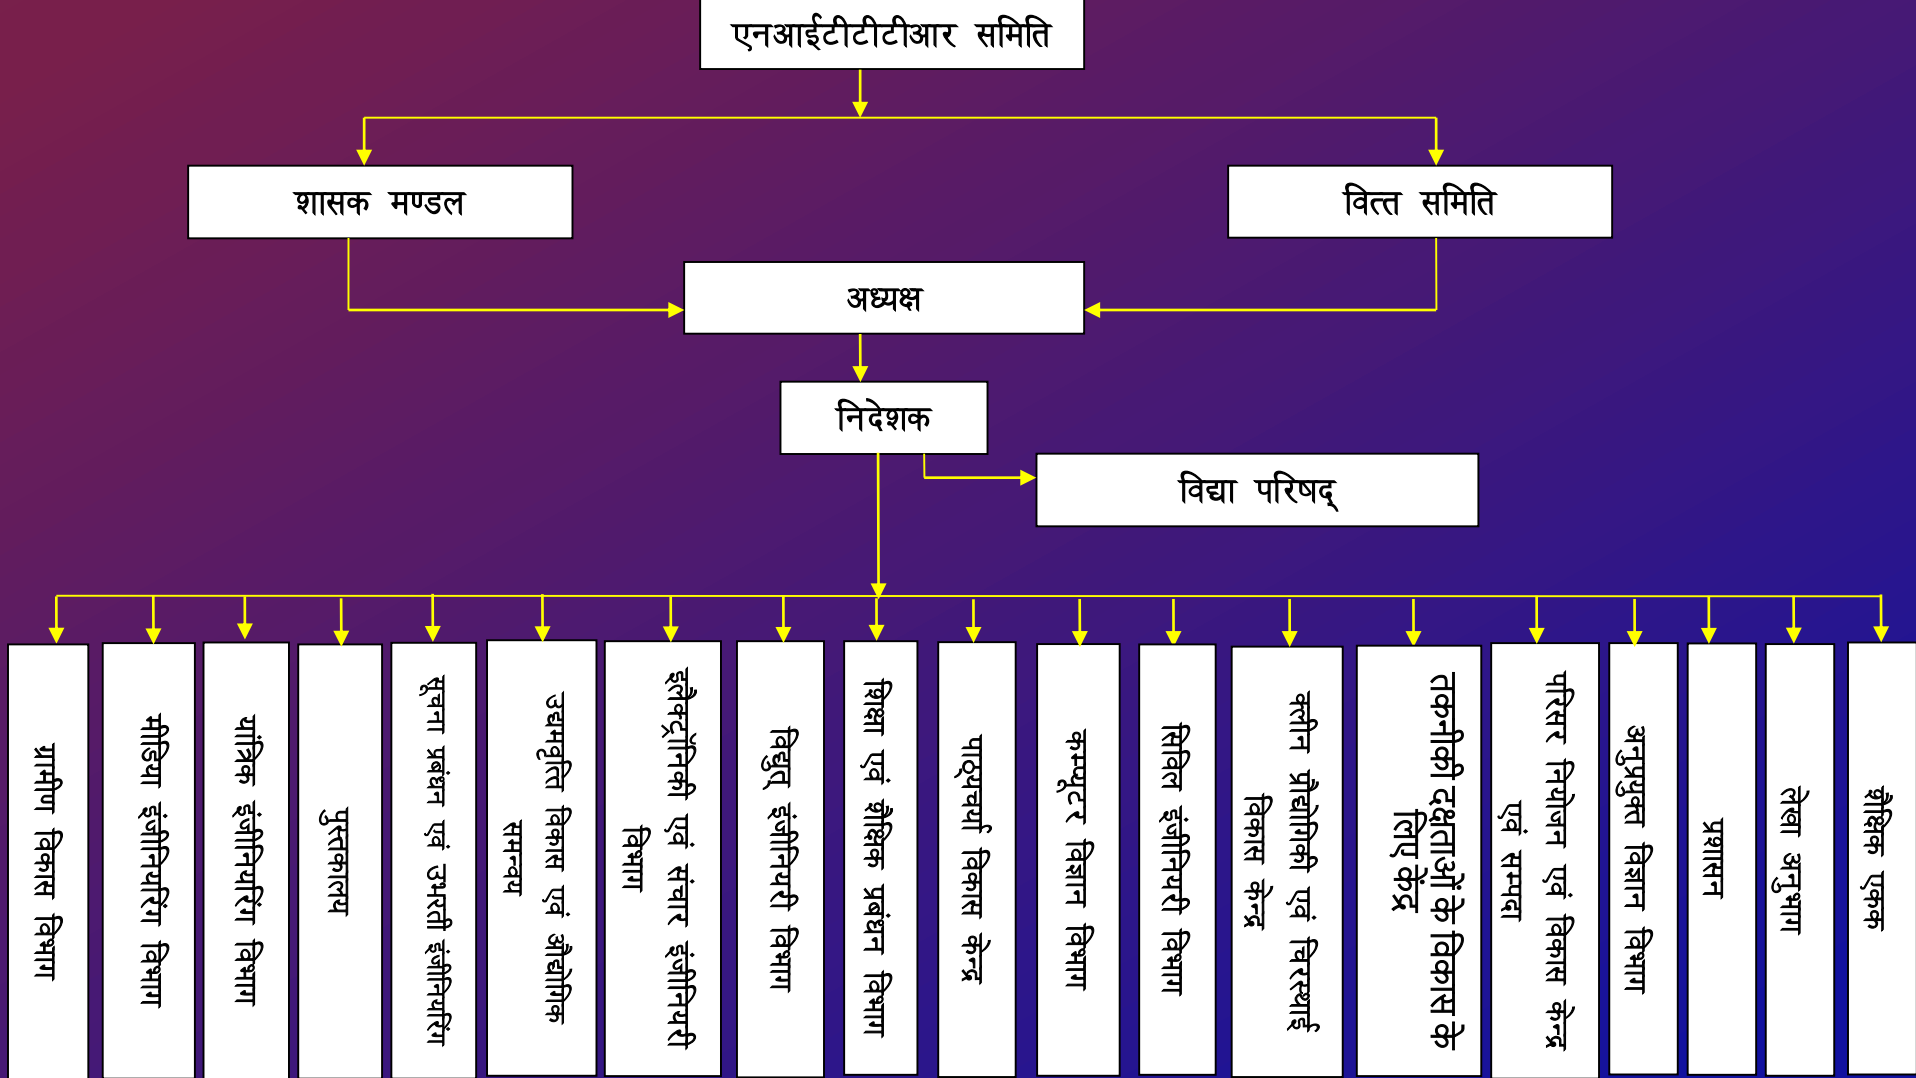 एनआईटीटीटीआर समिति
शासक मण्डल
वित्त समिति
अध्यक्ष
निदेशक
विद्या परिषद्
ग्रामीण विकास विभाग
मीडिया इंजीनियरिंग विभाग
यांत्रिक इंजीनियरिंग विभाग
पुस्तकालय
सूचना प्रबंधन एवं उभरती इंजीनियरिंग
उद्यमवृत्ति विकास एवं औद्योगिक
समन्वय
इलैक्ट्रॉनिकी एवं संचार इंजीनियरी
विभाग
विद्युत् इंजीनियरी विभाग
शिक्षा एवं शैक्षिक प्रबंधन विभाग
पाठ्यचर्या विकास केन्द्र
कम्प्यूटर विज्ञान विभाग
सिविल इंजीनियरी विभाग
क्लीन प्रौद्योगिकी एवं चिरस्थाई
विकास केन्द्र
तकनीकी दक्षताओं के विकास के
लिए केंद्र
परिसर नियोजन एवं विकास केन्द्र
एवं सम्पदा
अनुप्रयुक्त विज्ञान विभाग
प्रशासन
लेखा अनुभाग
शैक्षिक एकक